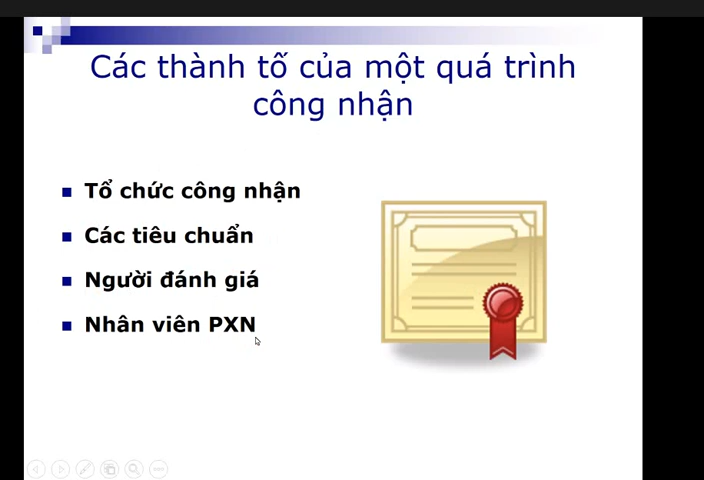 Các thành tố của một quá trình
công nhận
Tổ chức công nhận
Các tiêu chuẩn
Người đánh giá
Nhân viên PXN